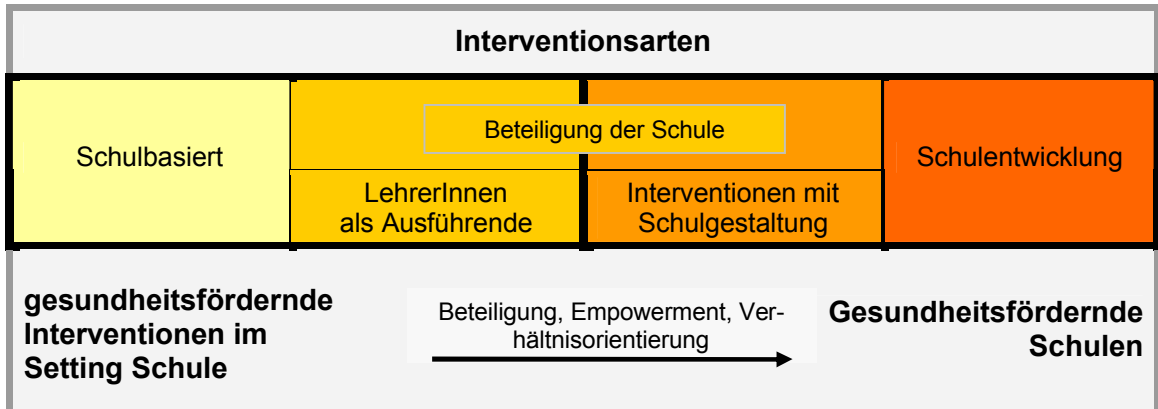 Interventionsarten
Schulbasiert
Beteiligung der Schule
LehrerInnen
als Ausführende
Interventionen mit
Schulgestaltung
Schulentwicklung
gesundheitsfördernde
Interventionen im
Setting Schule
Beteiligung, Empowerment, Ver-
hältnisorientierung
Gesundheitsfördernde
Schulen